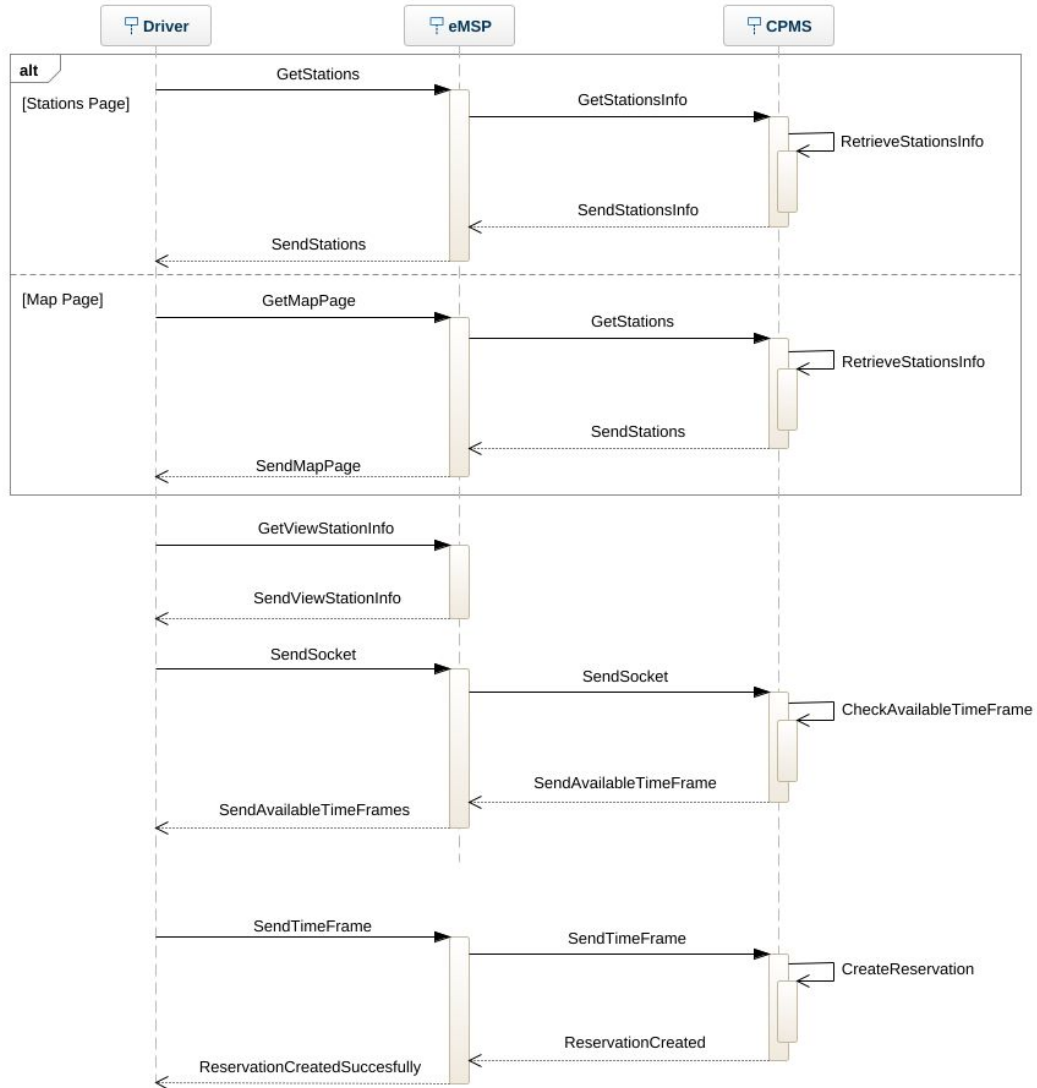 Driver
eMSP
CPMS
alt
GetStations
[Stations Page]
GetStationsInfo
RetrieveStationsInfo
SendStationsInfo
SendStations
[Map Page]
GetMapPage
GetStations
RetrieveStationsInfo
SendStations
SendMapPage
GetViewStationInfo
SendViewStationInfo
SendSocket
SendSocket
CheckAvailableTimeFrame
SendAvailableTimeFrame
SendAvailableTimeFrames
SendTimeFrame
SendTimeFrame
CreateReservation
ReservationCreated
ReservationCreatedSuccesfully